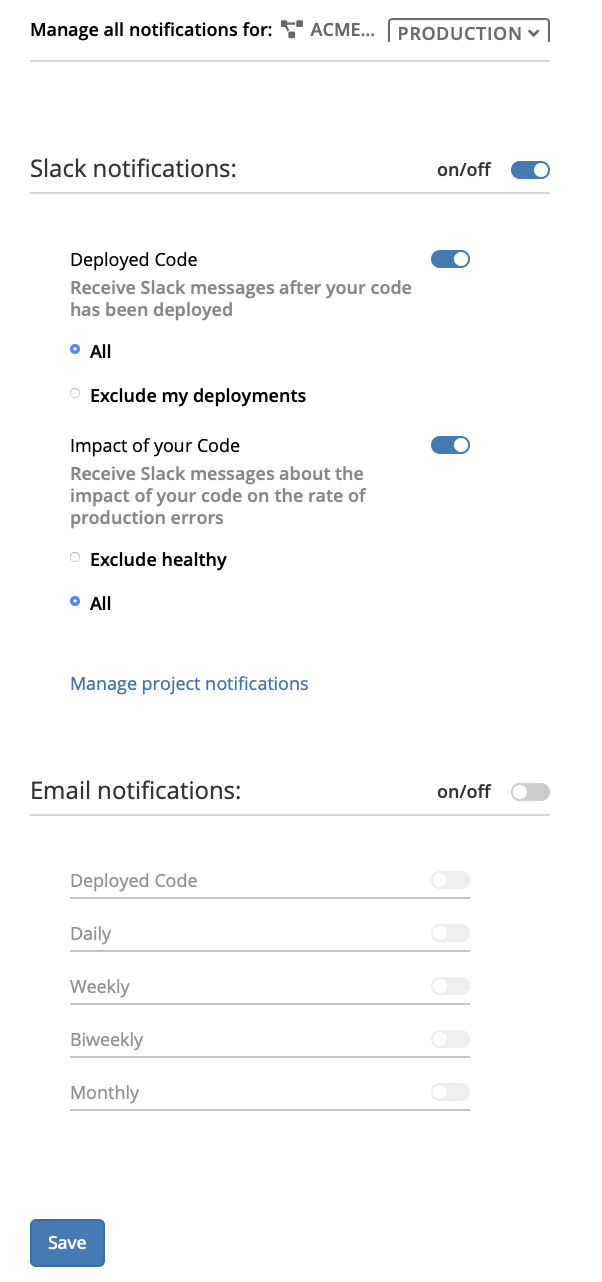 Manage all notifications for: ACME... PRODUCTION
Slack notifications: on/off
Deployed Code
Receive Slack messages after your code
has been deployed
All
Exclude my deployments
Impact of your Code
Receive Slack messages about the
impact of your code on the rate of
production errors
Exclude healthy
All
Manage project notifications
Email notifications: on/off
Deployed Code
Daily
Weekly
Biweekly
Monthly
Save